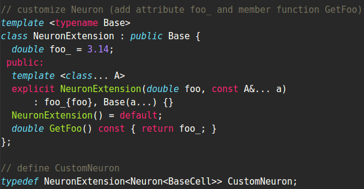 // customize Neuron (add attribute foo_ and member function GetFoo)
template <typename Base>
class NeuronExtension : public Base {
  double foo_ = 3.14;
 public:
  template <class... A>
  explicit NeuronExtension(double foo, const A&... a)
      : foo_{foo}, Base(a...) {}
  NeuronExtension() = default;
  double GetFoo() const { return foo_; }
};

// define CustomNeuron
typedef NeuronExtension<Neuron<BaseCell>> CustomNeuron;